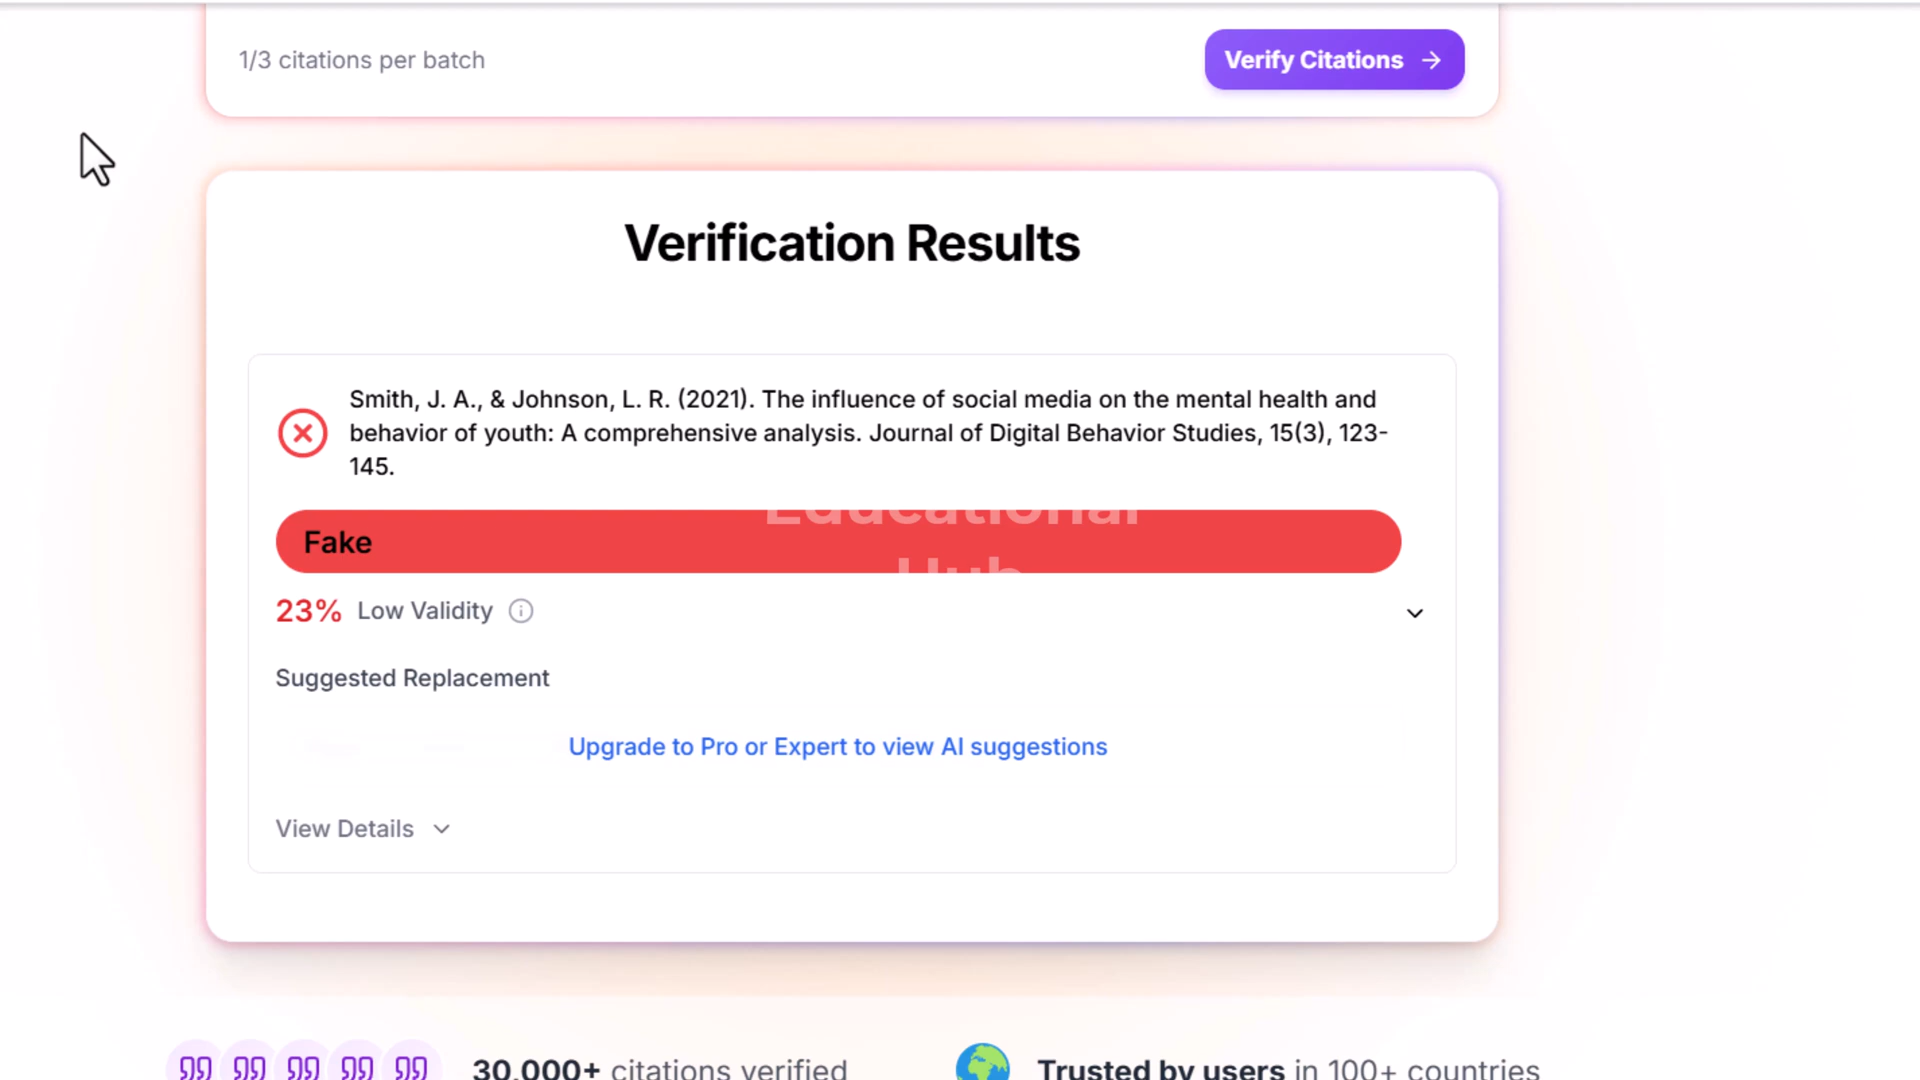 1/3 citations per batch
Verify Citations →
Verification Results
Smith, J. A., & Johnson, L. R. (2021). The influence of social media on the mental health and
behavior of youth: A comprehensive analysis. Journal of Digital Behavior Studies, 15(3), 123-
145.
Educational
Hub
Fake
23% Low Validity
Suggested Replacement
Upgrade to Pro or Expert to view AI suggestions
View Details
30,000+ citations verified
Trusted by users in 100+ countries